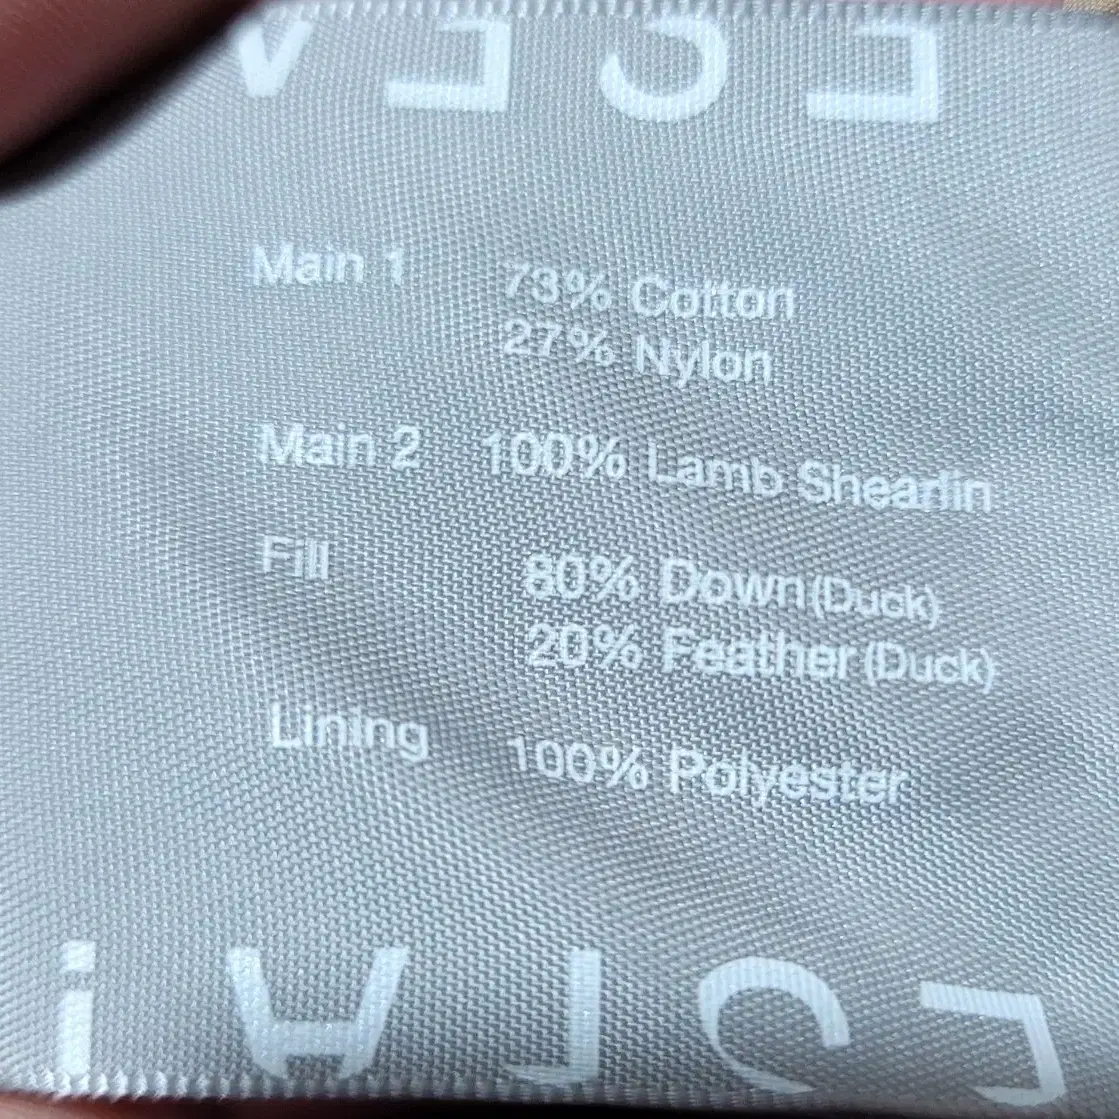 Main 1 73% Cotton
27% Nylon
Main 2 100% Lamb Shearlin
Fill 80% Down (Duck)
20% Feather (Duck)
Lining 100% Polyester